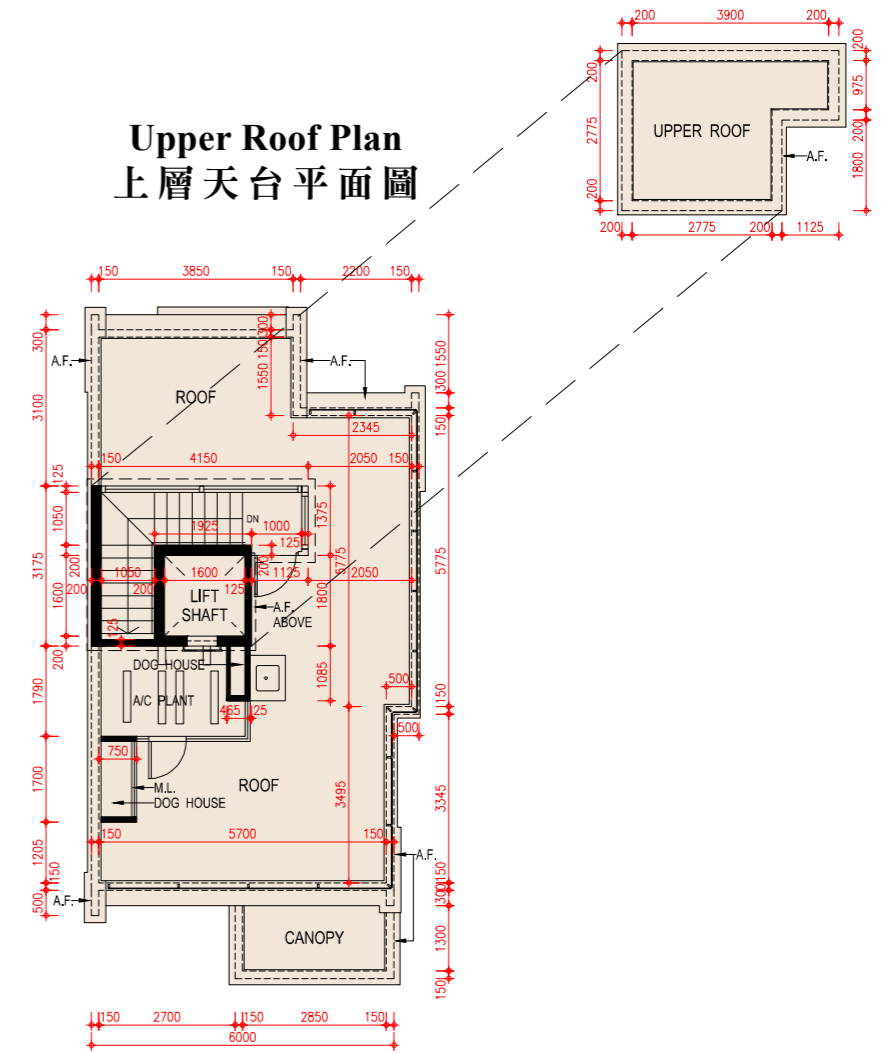 200 3900 200
200
200
975
2775
UPPER ROOF
200
A.F.
1800
200
200 2775 200 1125
Upper Roof Plan
上層天台平面圖
150 3850 150 2200 150
300
300
150
1550
1550
300
150
A.F.
A.F.
ROOF
3100
2345
150 4150 2050 150
125
1050
DN
1375
1925 1000
125
5775
5775
3175
200
200
1050 1600 1125 2050
200 200 125
1600
LIFT
SHAFT
1800
A.F.
ABOVE
125
200
DOG HOUSE
1085
1790
A/C PLANT
500
150
465 125
500
750
1700
M.L.
DOG HOUSE
ROOF
3495
3345
150 5700 150
1205
A.F.
150
150
300
500
A.F.
CANOPY
1300
150
150 2700 150 2850 150
6000